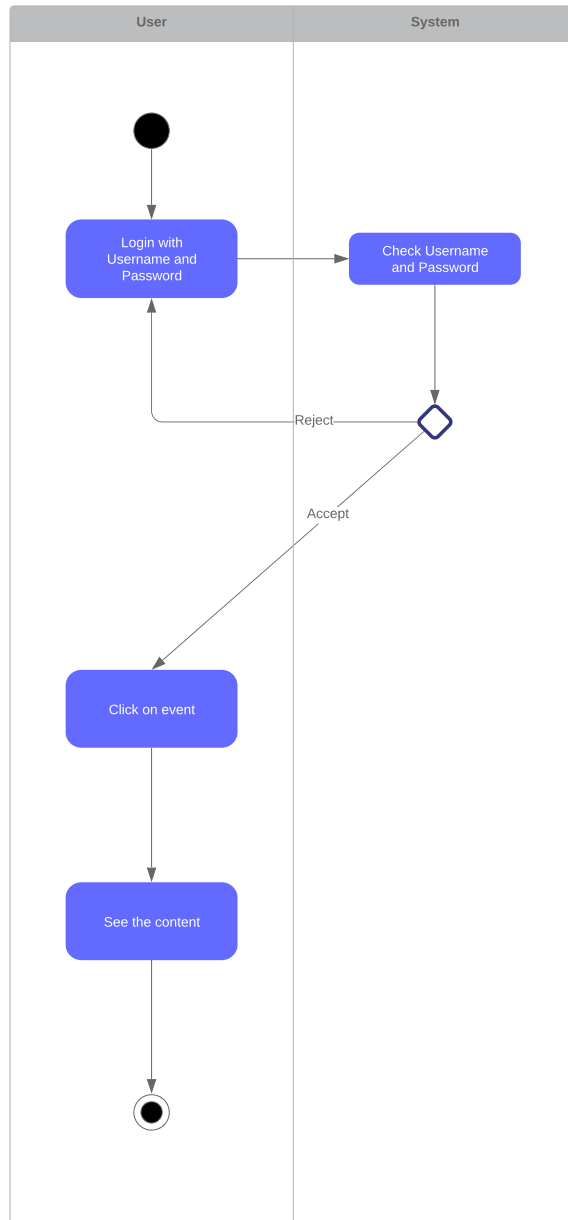 User
System
Login with
Username and
Password
Check Username
and Password
Reject
Accept
Click on event
See the content